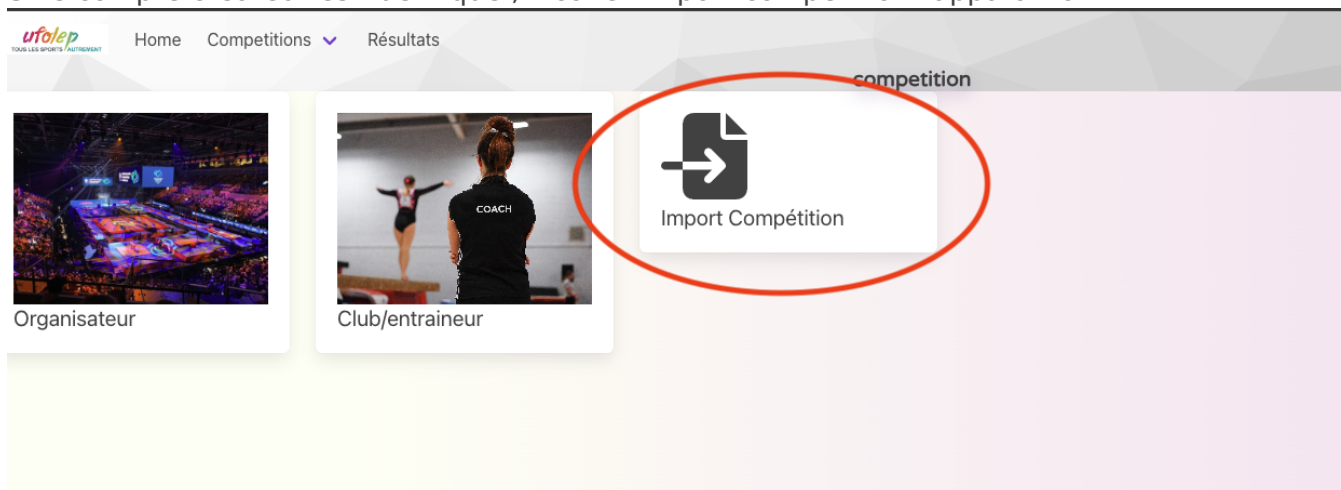 ufolep
TOUS LES SPORTS AUTREMENT
Home Competitions Résultats
competition
COACH
Import Compétition
Organisateur
Club/entraineur